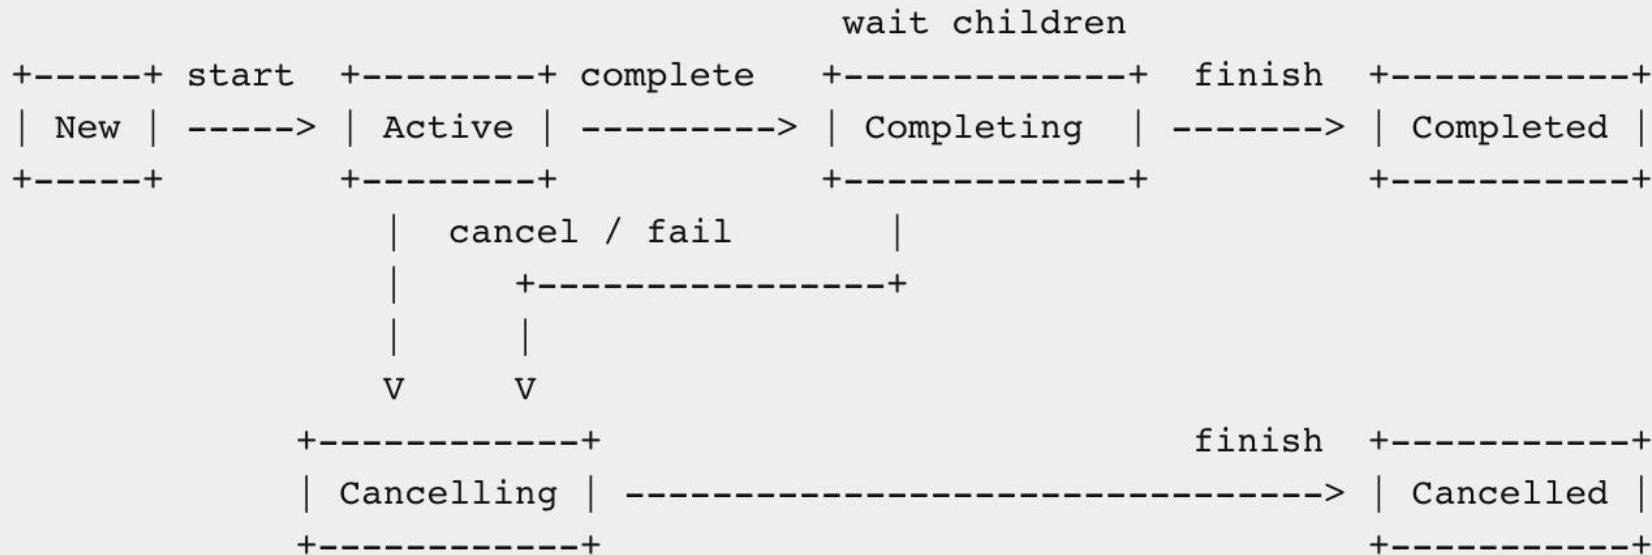 wait children
+-----+ start  +--------+ complete     +-------------+  finish   +-----------+
| New | -----> | Active | ---------> | Completing  | -------> | Completed |
+-----+        +--------+              +-------------+           +-----------+
                 |  cancel / fail       |
                 |     +----------------+
                 |     |
                 V     V
           +------------+                           finish  +-----------+
           | Cancelling | --------------------------------> | Cancelled |
           +------------+                                   +-----------+